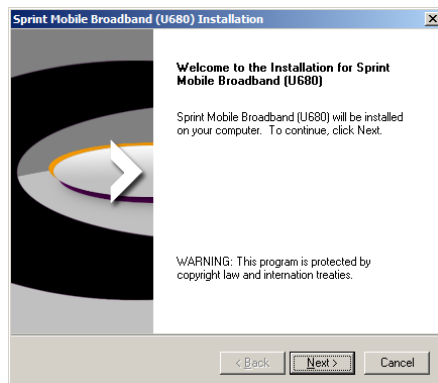 Sprint Mobile Broadband (U680) Installation
Welcome to the Installation for Sprint
Mobile Broadband (U680)
Sprint Mobile Broadband (U680) will be installed
on your computer. To continue, click Next.
WARNING: This program is protected by
copyright law and internation treaties.
< Back
Next >
Cancel